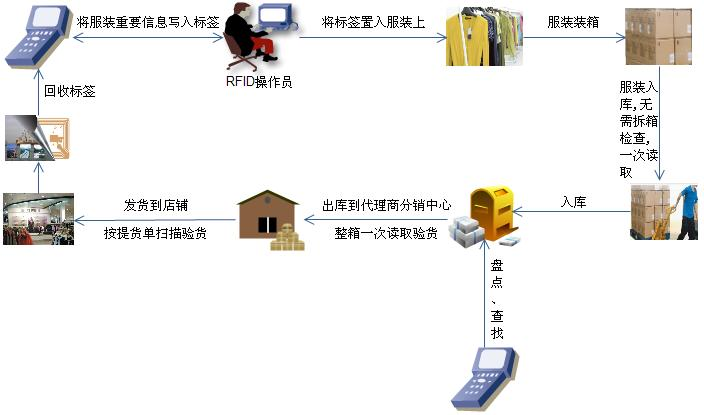 将服装重要信息写入标签
将标签置入服装上
服装装箱
RFID操作员
回收标签
服装入
库,无
需拆箱
检查,
一次读
取
发货到店铺
出库到代理商分销中心
入库
按提货单扫描验货
整箱一次读取验货
盘
点
、
查
找